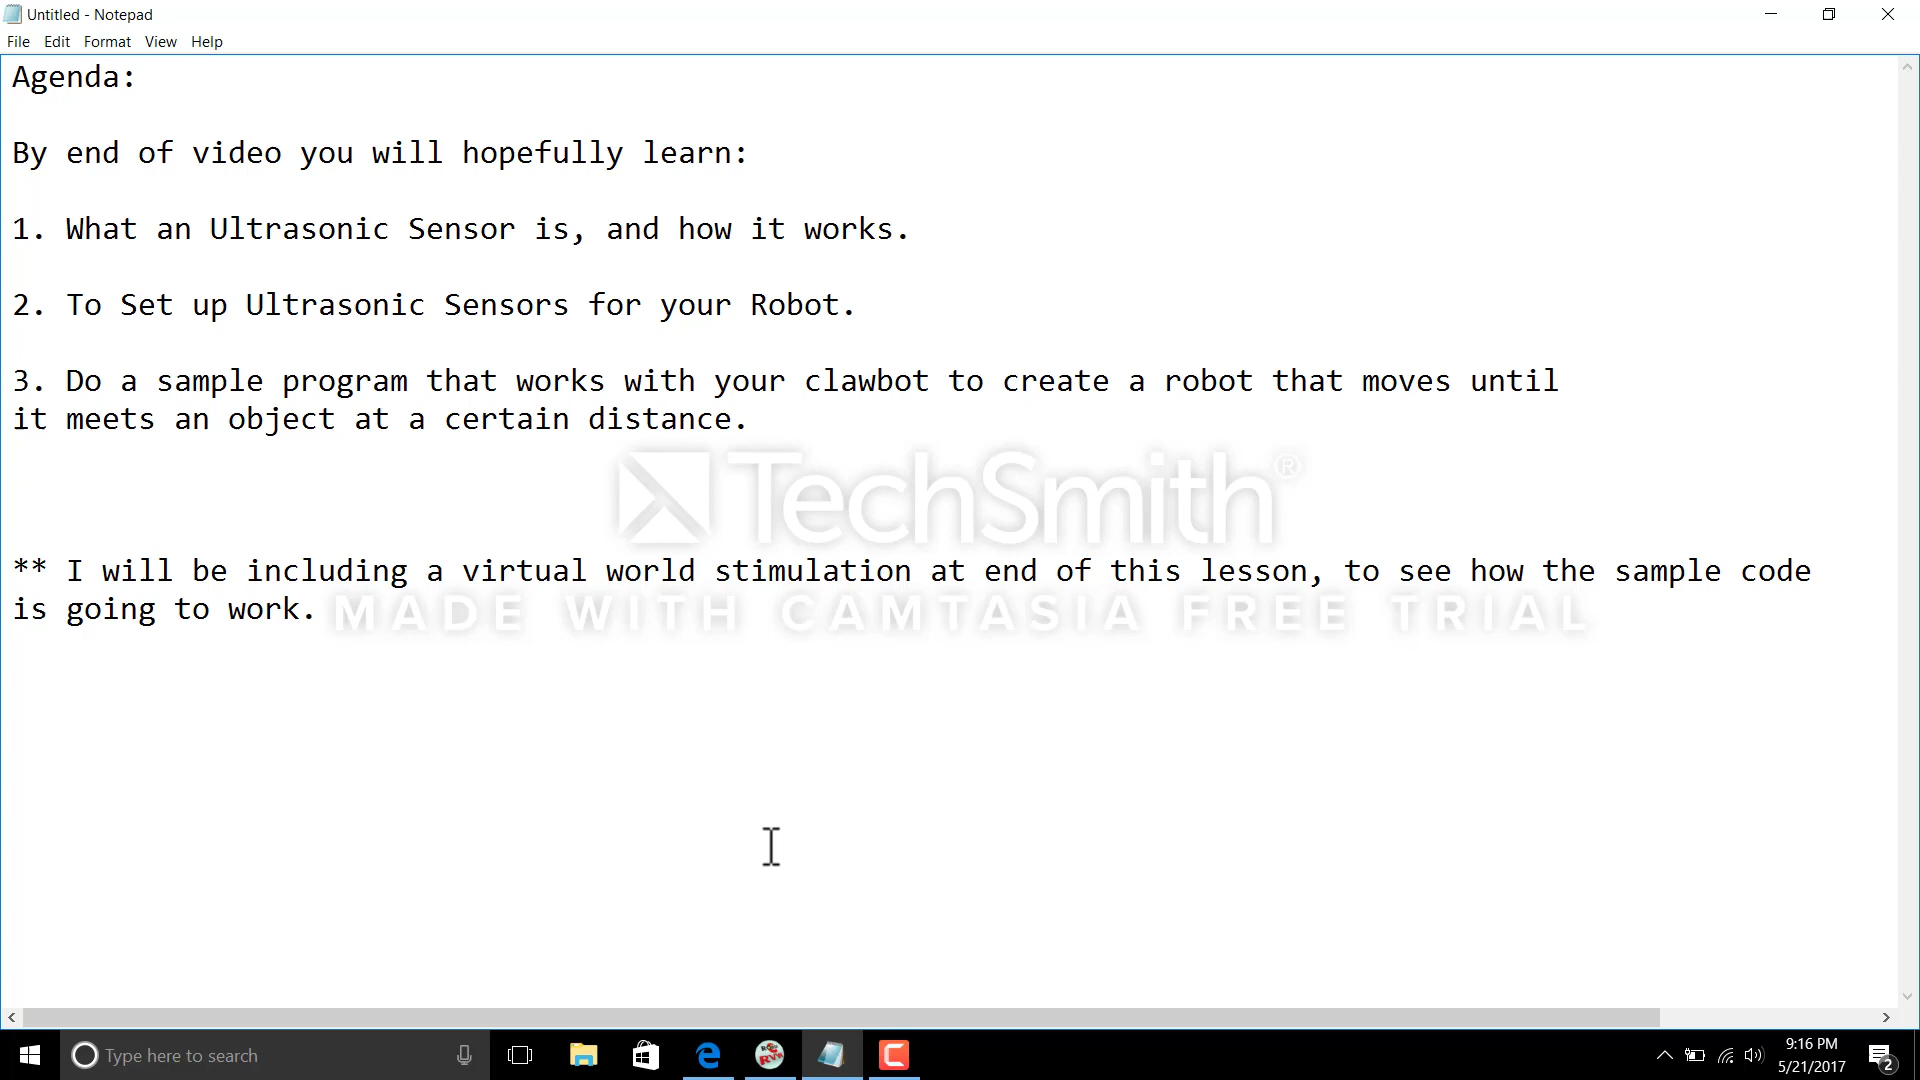 Untitled - Notepad
File Edit Format View Help
Agenda:
By end of video you will hopefully learn:
1. What an Ultrasonic Sensor is, and how it works.
2. To Set up Ultrasonic Sensors for your Robot.
3. Do a sample program that works with your clawbot to create a robot that moves until
it meets an object at a certain distance.
TechSmith®
** I will be including a virtual world stimulation at end of this lesson, to see how the sample code
is going to work.
MADE WITH CAMTASIA FREE TRIAL
Type here to search
9:16 PM
5/21/2017
2